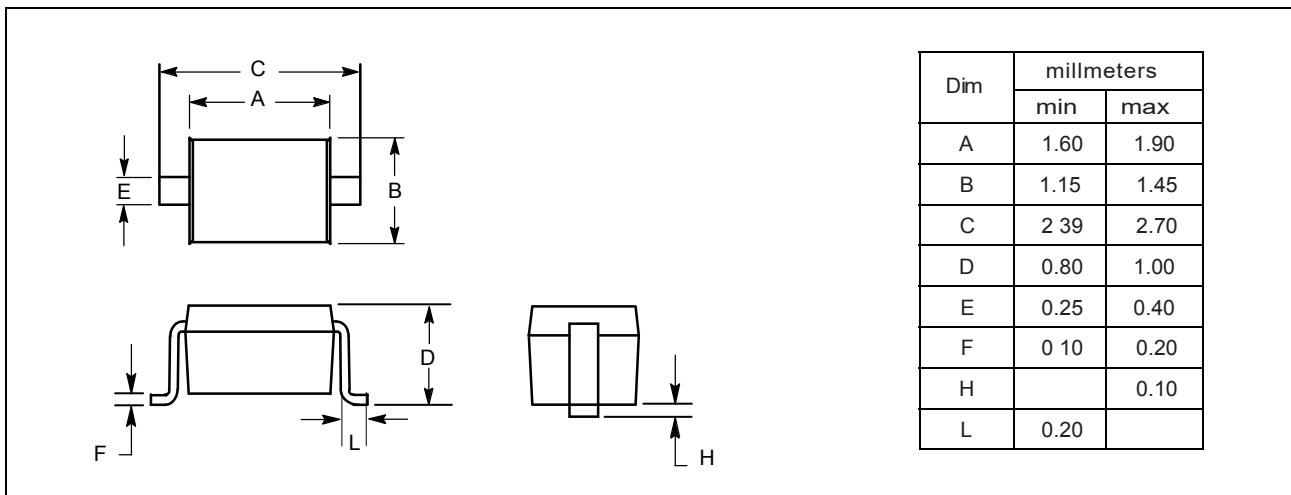 C
A
E
B
D
F
L
H
Dim millmeters
min max
A 1.60 1.90
B 1.15 1.45
C 2 39 2.70
D 0.80 1.00
E 0.25 0.40
F 0 10 0.20
H 0.10
L 0.20